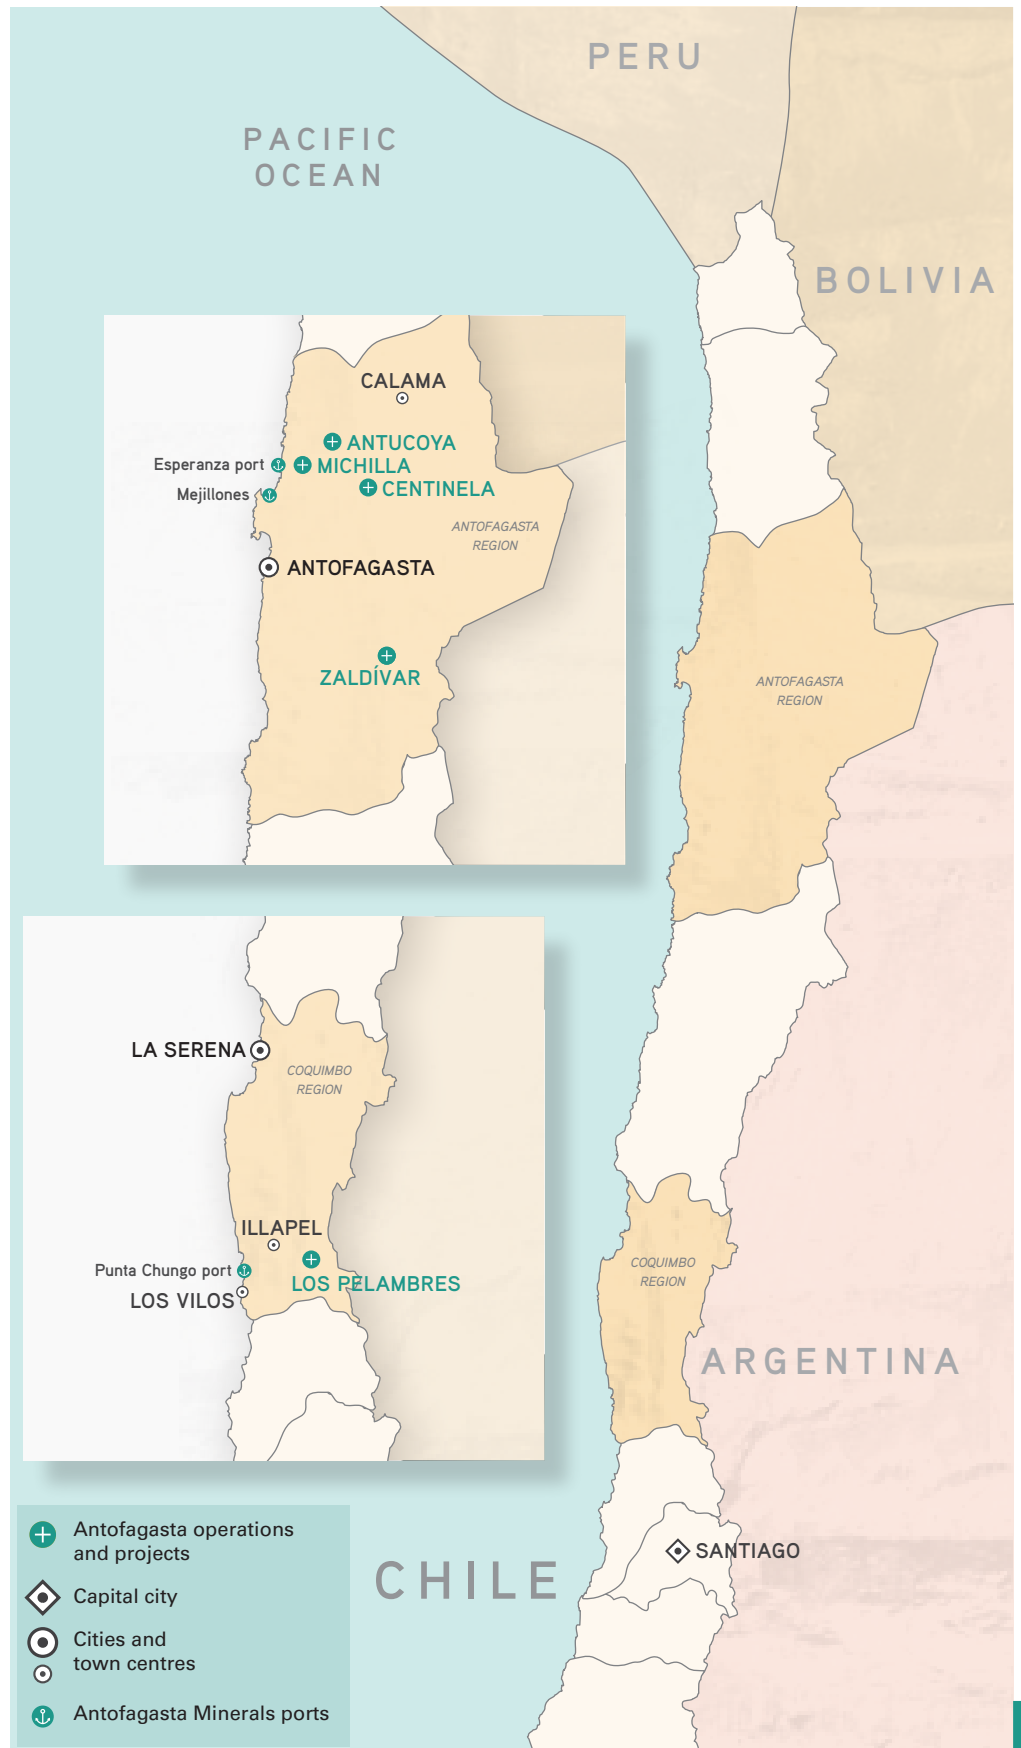 PERU
PACIFIC
OCEAN
BOLIVIA
CALAMA
ANTUCOYA
Esperanza port
MICHILLA
Mejillones
CENTINELA
ANTOFAGASTA
REGION
ANTOFAGASTA
ZALDÍVAR
ANTOFAGASTA
REGION
LA SERENA
COQUIMBO
REGION
ILLAPEL
Punta Chungo port
LOS PELAMBRES
LOS VILOS
COQUIMBO
REGION
ARGENTINA
SANTIAGO
CHILE
Antofagasta operations
and projects
Capital city
Cities and
town centres
Antofagasta Minerals ports